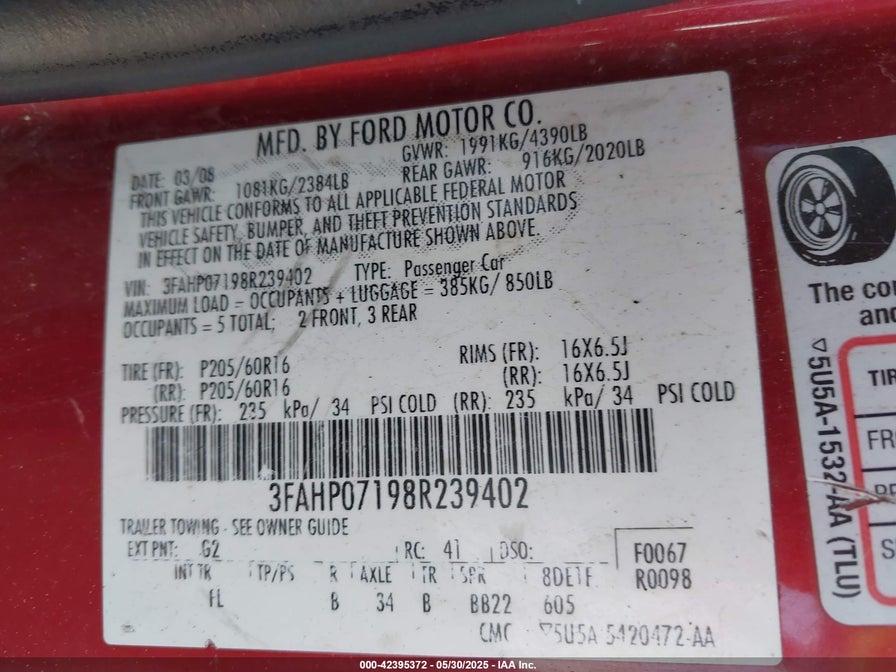 MFD. BY FORD MOTOR CO.
DATE: 03/08 GVWR: 1991KG/4390LB
FRONT GAWR: 1081KG/2384LB REAR GAWR: 916KG/2020LB
THIS VEHICLE CONFORMS TO ALL APPLICABLE FEDERAL MOTOR
VEHICLE SAFETY, BUMPER, AND THEFT PREVENTION STANDARDS
IN EFFECT ON THE DATE OF MANUFACTURE SHOWN ABOVE.
VIN: 3FAHP07198R239402 TYPE: Passenger Car
MAXIMUM LOAD = OCCUPANTS + LUGGAGE = 385KG/ 850LB
OCCUPANTS = 5 TOTAL; 2 FRONT, 3 REAR
TIRE (FR): P205/60R16 RIMS (FR): 16X6.5J
(RR): P205/60R16 (RR): 16X6.5J
PRESSURE (FR): 235 kPa/ 34 PSI COLD (RR): 235 kPa/ 34 PSI COLD
3FAHP07198R239402
TRAILER TOWING - SEE OWNER GUIDE
EXT PNT: G2 RC: 41 DSO: F0067
R0098
INT TR TP/PS R AXLE TR SPR
FL B 34 B BB22 605
CMC ▽5U5A 5420472-AA
The
and
▽5U5A-1532-AA (TLU)
TIR
000-42395372 - 05/30/2025 - IAA Inc.